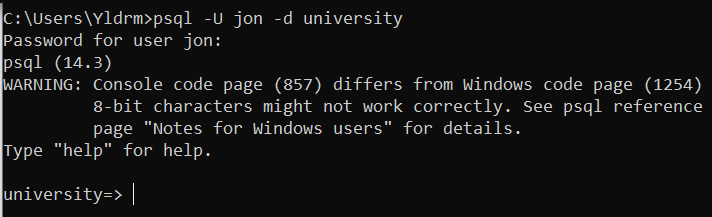 C:\Users\Yldrm>psql -U jon -d university
Password for user jon:
psql (14.3)
WARNING: Console code page (857) differs from Windows code page (1254)
         8-bit characters might not work correctly. See psql reference
         page "Notes for Windows users" for details.
Type "help" for help.

university=>